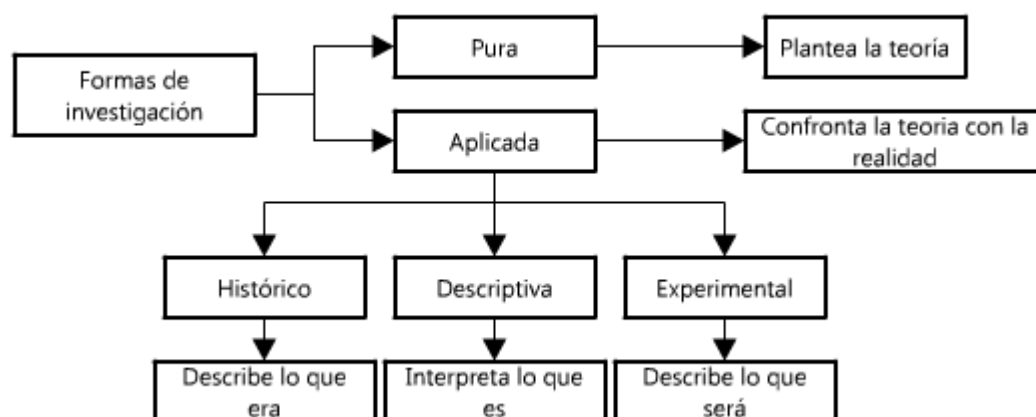 Pura
Plantea la teoría
Formas de
investigación
Aplicada
Confronta la teoria con la
realidad
Histórico
Descriptiva
Experimental
Describe lo que
era
Interpreta lo que
es
Describe lo que
será